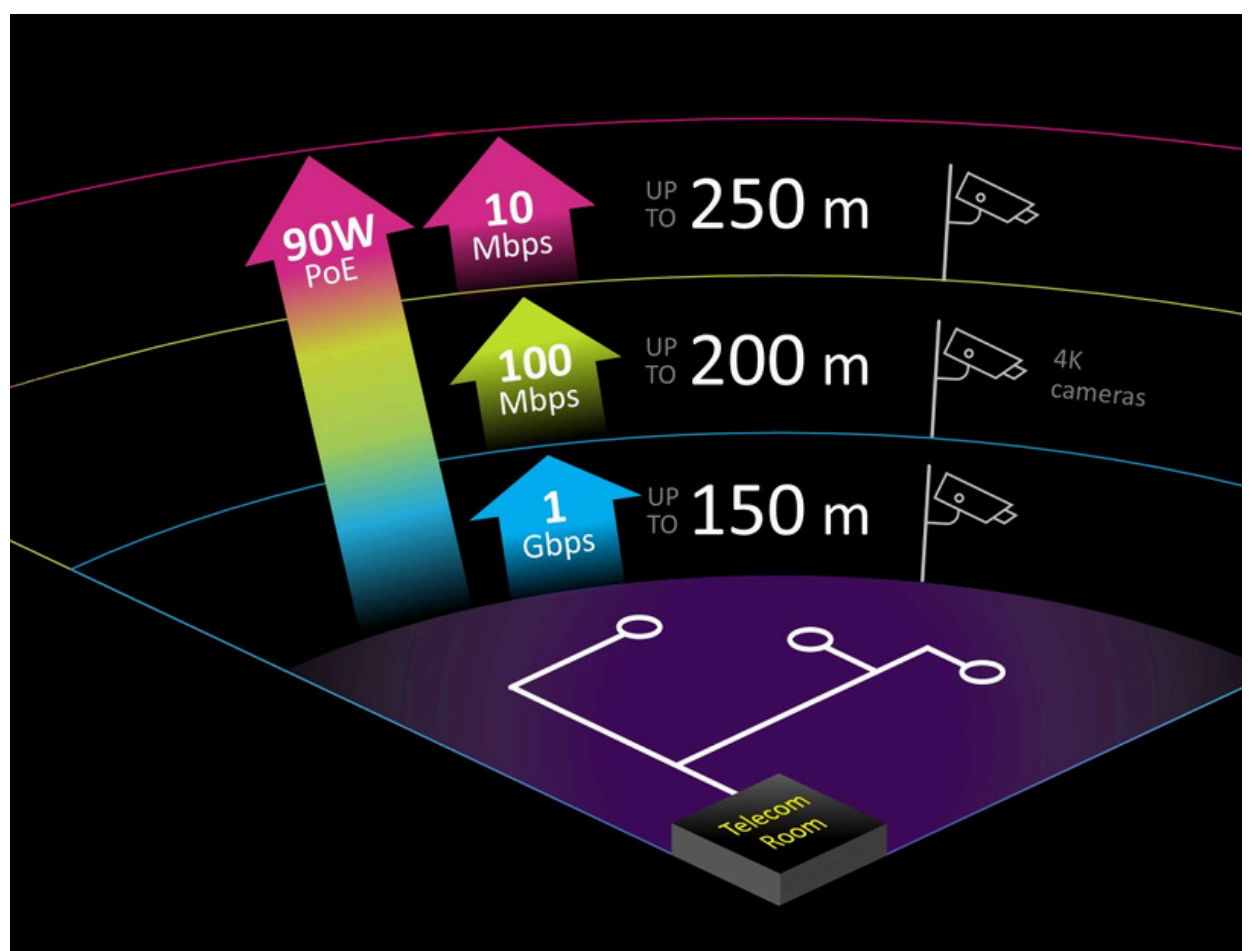 90W
PoE
10
Mbps
UP
TO
250 m
100
Mbps
UP
TO
200 m
4K
cameras
1
Gbps
UP
TO
150 m
Telecom
Room